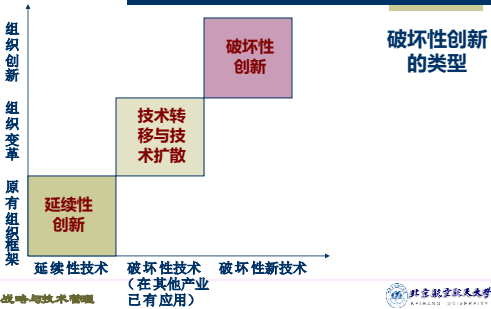 破坏性创新
的类型
组织创新
破坏性
创新
组织变革
技术转
移与技
术扩散
原有组织框架
延续性
创新
延续性技术
破坏性技术
（在其他产业
已有应用）
破坏性新技术
战略与技术管理
北京航空航天大学
BEIHANG UNIVERSITY